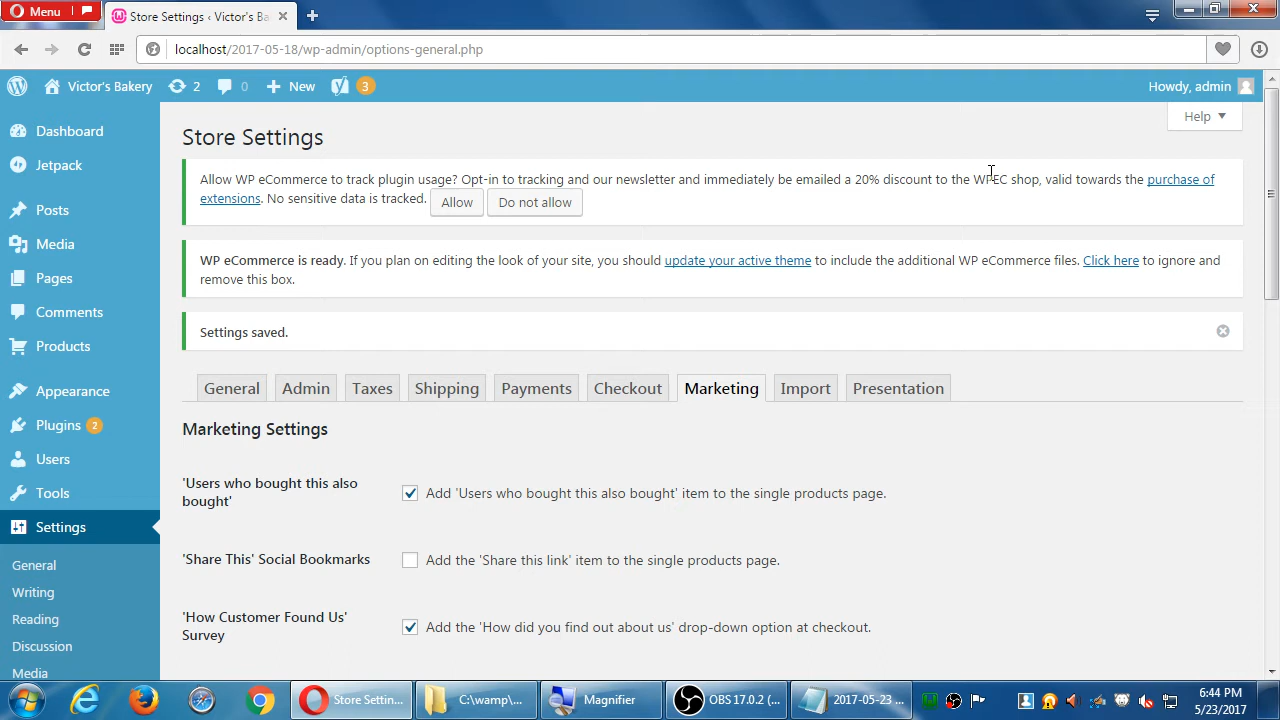 Menu
Store Settings ‹ Victor's Ba
localhost/2017-05-18/wp-admin/options-general.php
Victor's Bakery
2
0
New
3
Howdy, admin
Help
Dashboard
Jetpack
Posts
Media
Pages
Comments
Products
Appearance
Plugins 2
Users
Tools
Settings
General
Writing
Reading
Discussion
Media
Store Settings
Allow WP eCommerce to track plugin usage? Opt-in to tracking and our newsletter and immediately be emailed a 20% discount to the WPEC shop, valid towards the purchase of
extensions. No sensitive data is tracked. Allow Do not allow
WP eCommerce is ready. If you plan on editing the look of your site, you should update your active theme to include the additional WP eCommerce files. Click here to ignore and
remove this box.
Settings saved.
General Admin Taxes Shipping Payments Checkout Marketing Import Presentation
Marketing Settings
'Users who bought this also
bought'
Add 'Users who bought this also bought' item to the single products page.
'Share This' Social Bookmarks
Add the 'Share this link' item to the single products page.
'How Customer Found Us'
Survey
Add the 'How did you find out about us' drop-down option at checkout.
Store Settin...
C:\wamp\...
Magnifier
OBS 17.0.2 (...
2017-05-23 ...
6:44 PM
5/23/2017